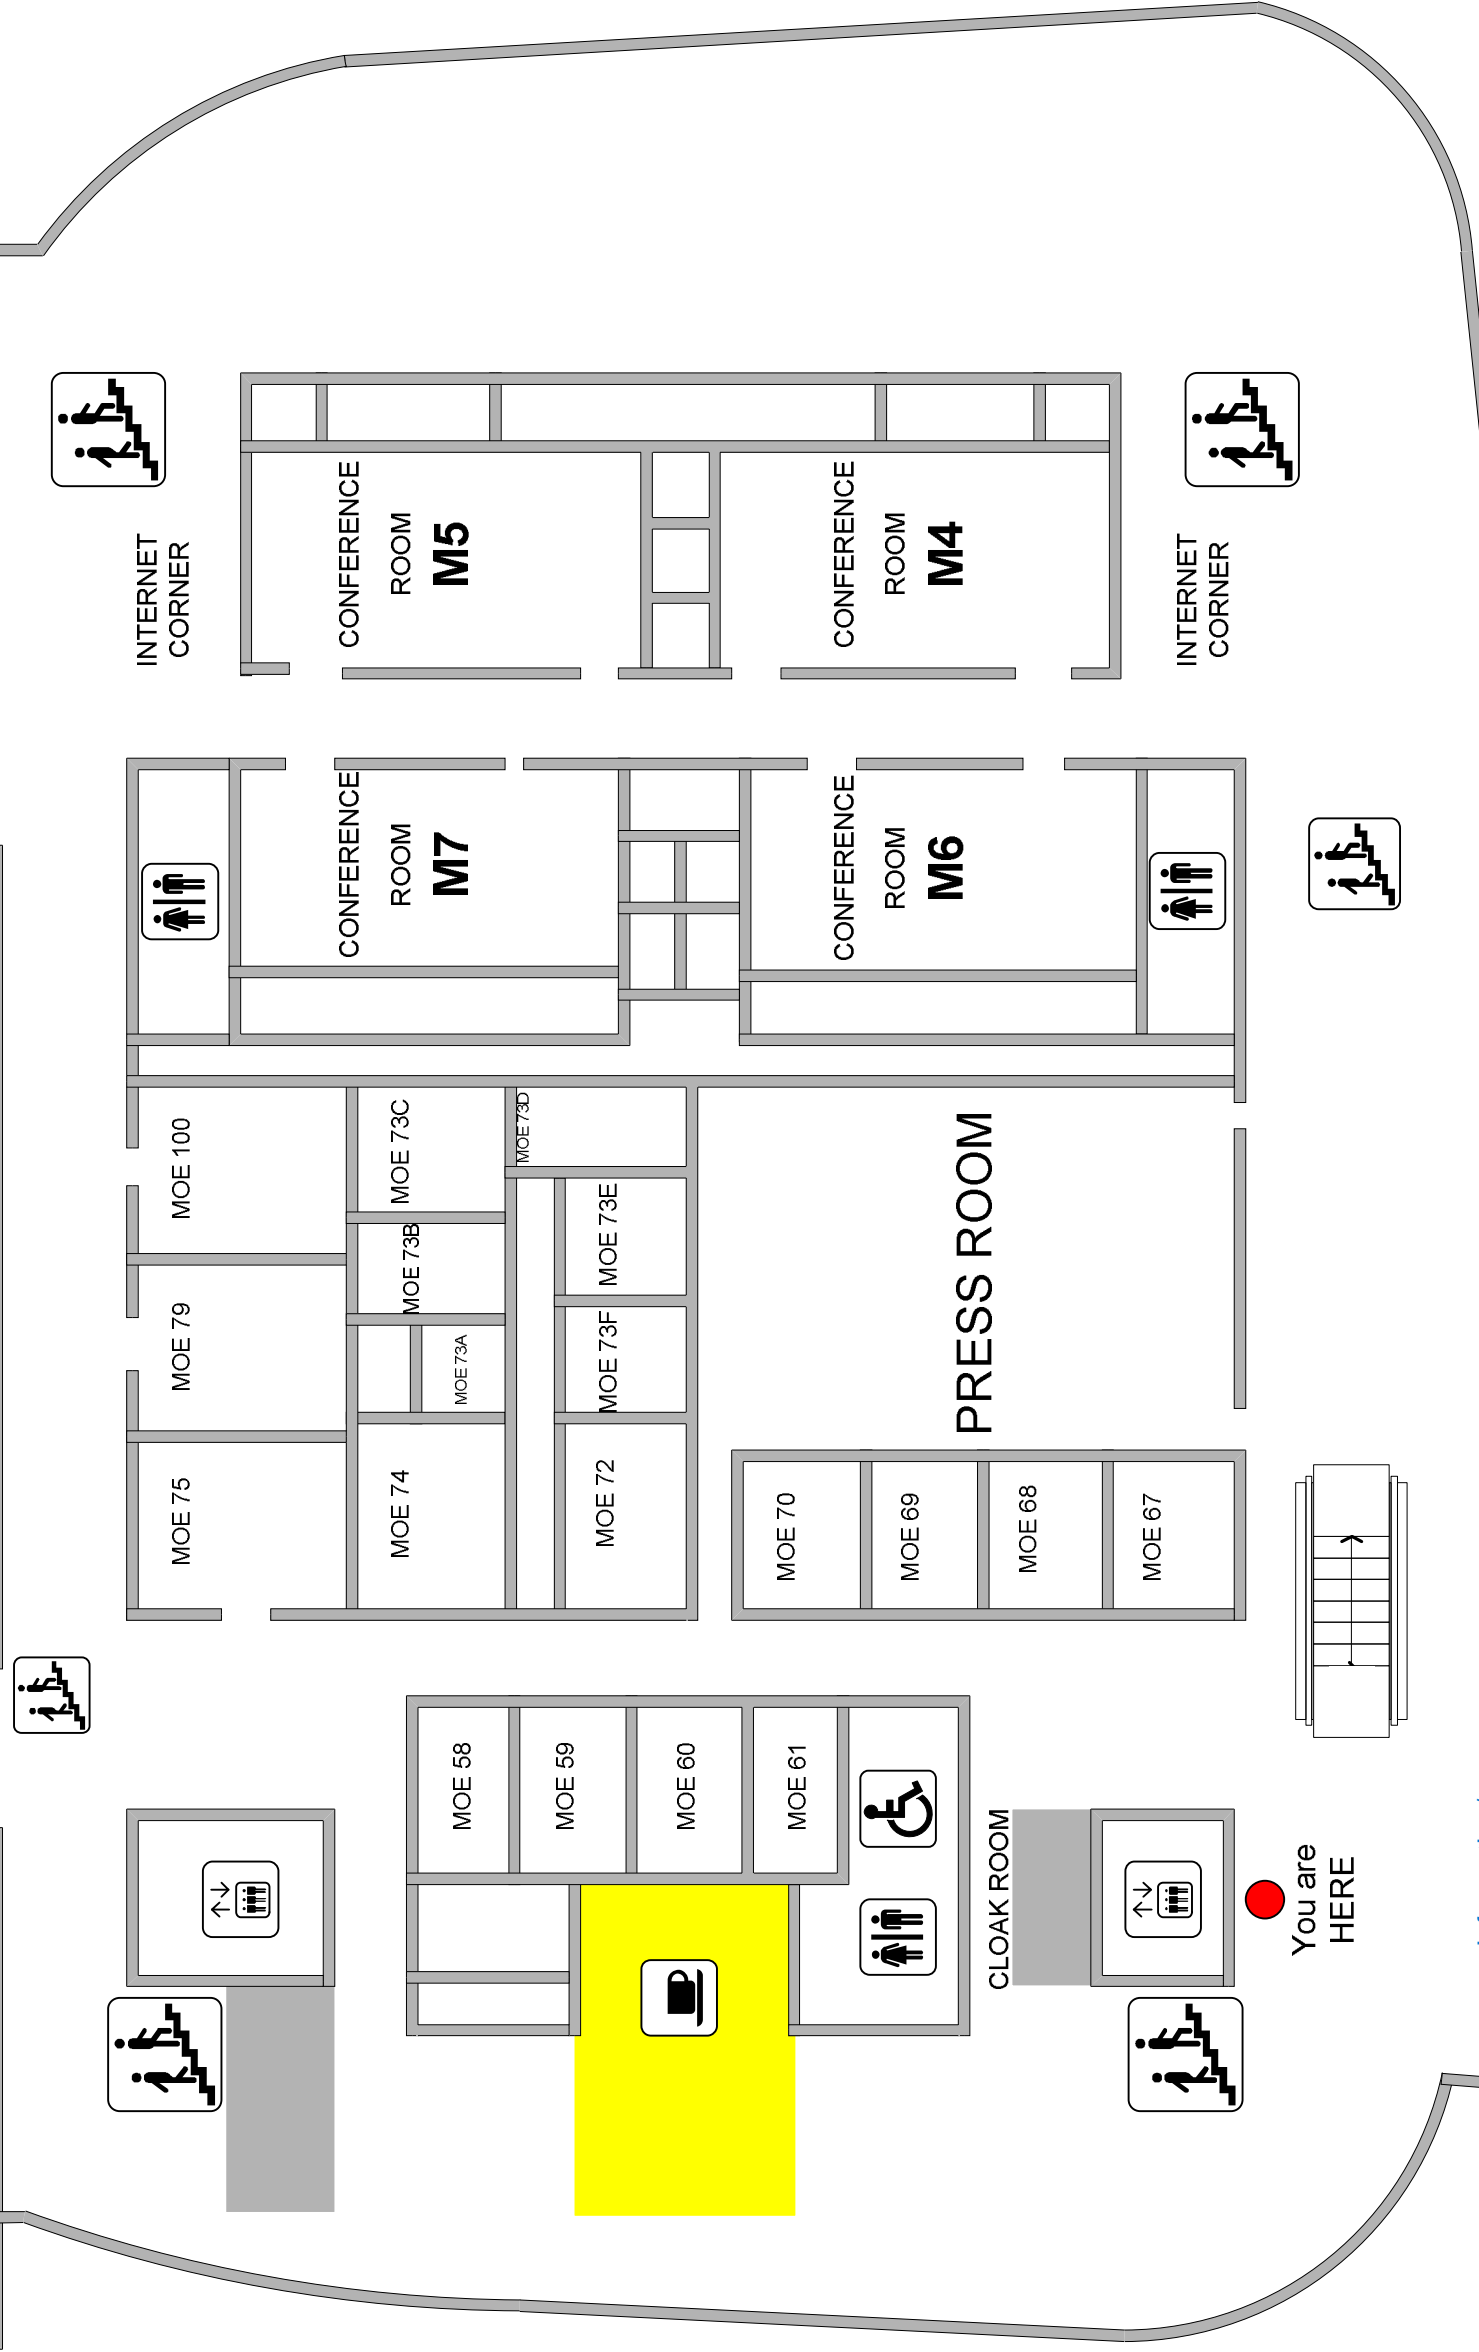 INTERNET
CORNER
CONFERENCE
ROOM
M5
CONFERENCE
ROOM
M4
INTERNET
CORNER
CONFERENCE
ROOM
M7
CONFERENCE
ROOM
M6
MOE 100
MOE 73C
MOE 73D
MOE 73E
MOE 73B
MOE 79
MOE 73A
MOE 73F
PRESS ROOM
MOE 75
MOE 74
MOE 72
MOE 70
MOE 69
MOE 68
MOE 67
MOE 58
MOE 59
MOE 60
MOE 61
CLOAK ROOM
You are
HERE